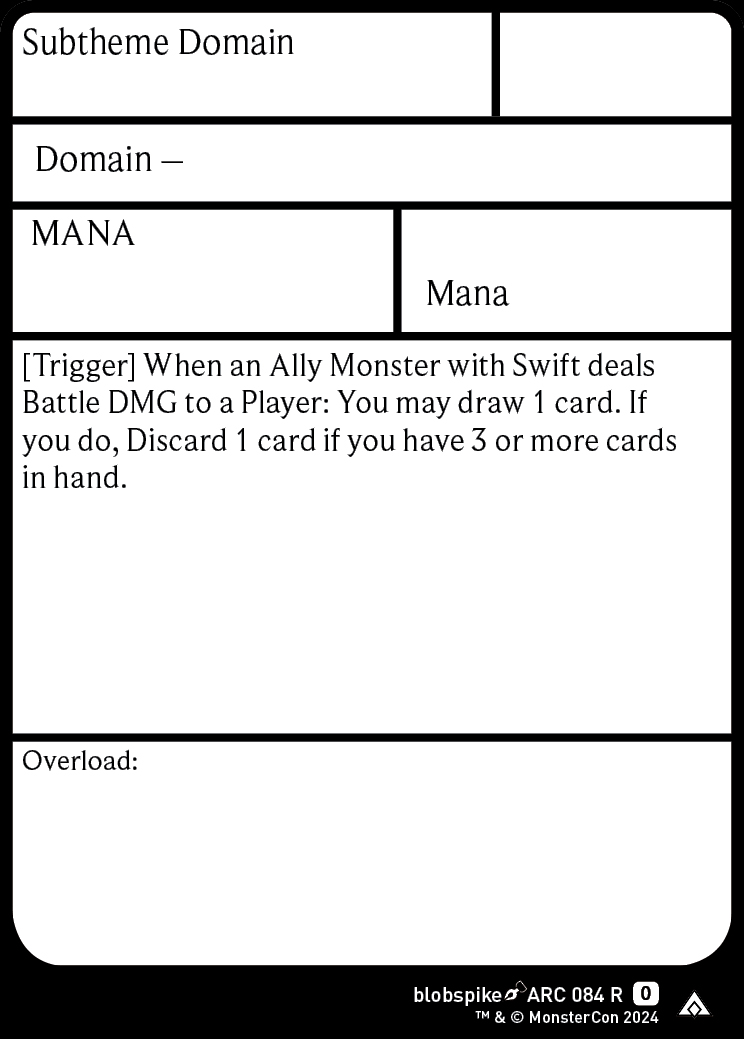 Subtheme Domain
Domain –
MANA
Mana
[Trigger] When an Ally Monster with Swift deals
Battle DMG to a Player: You may draw 1 card. If
you do, Discard 1 card if you have 3 or more cards
in hand.
Overload:
blobspike ARC 084 R 0
™ & © MonsterCon 2024